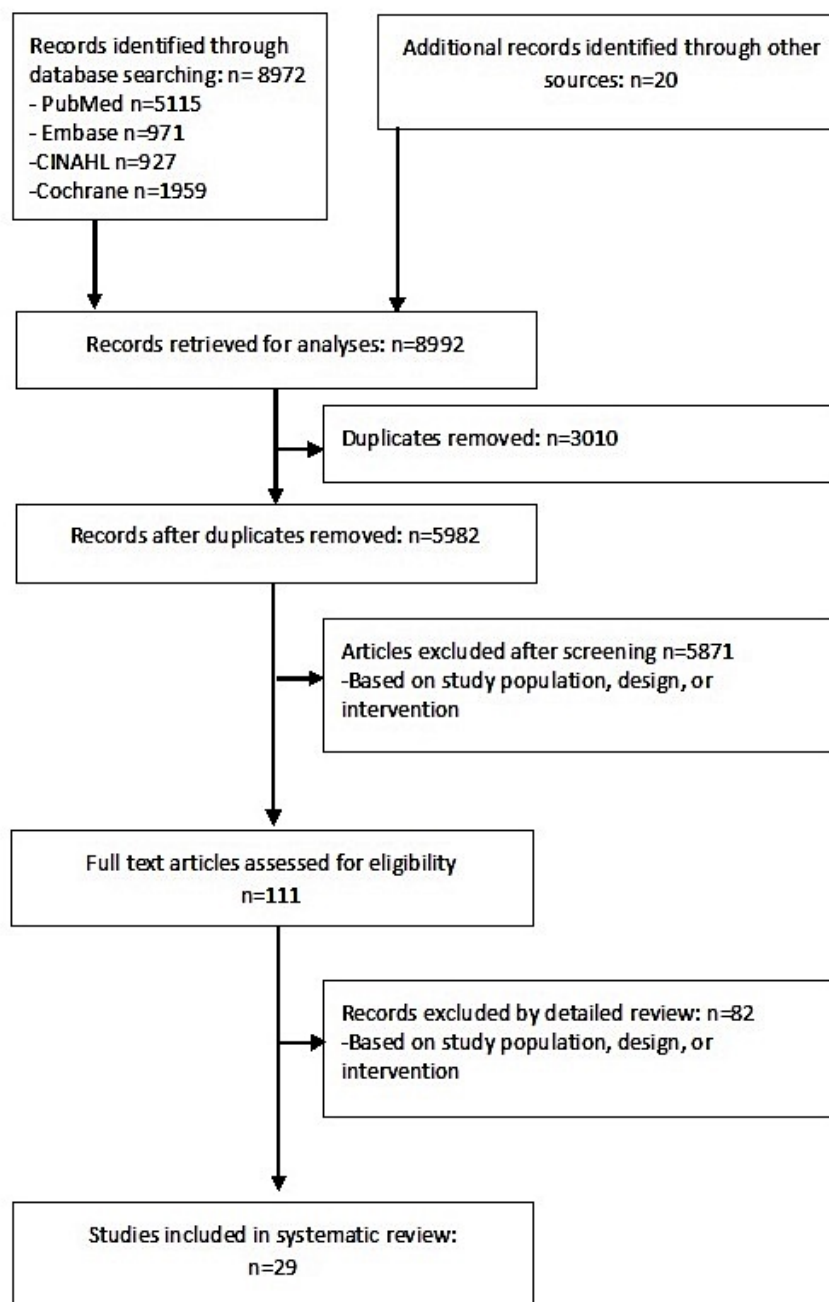 Records identified through
database searching: n= 8972
- PubMed n=5115
- Embase n=971
-CINAHL n=927
-Cochrane n=1959
Additional records identified through other
sources: n=20
Records retrieved for analyses: n=8992
Duplicates removed: n=3010
Records after duplicates removed: n=5982
Articles excluded after screening n=5871
-Based on study population, design, or
intervention
Full text articles assessed for eligibility
n=111
Records excluded by detailed review: n=82
-Based on study population, design, or
intervention
Studies included in systematic review:
n=29